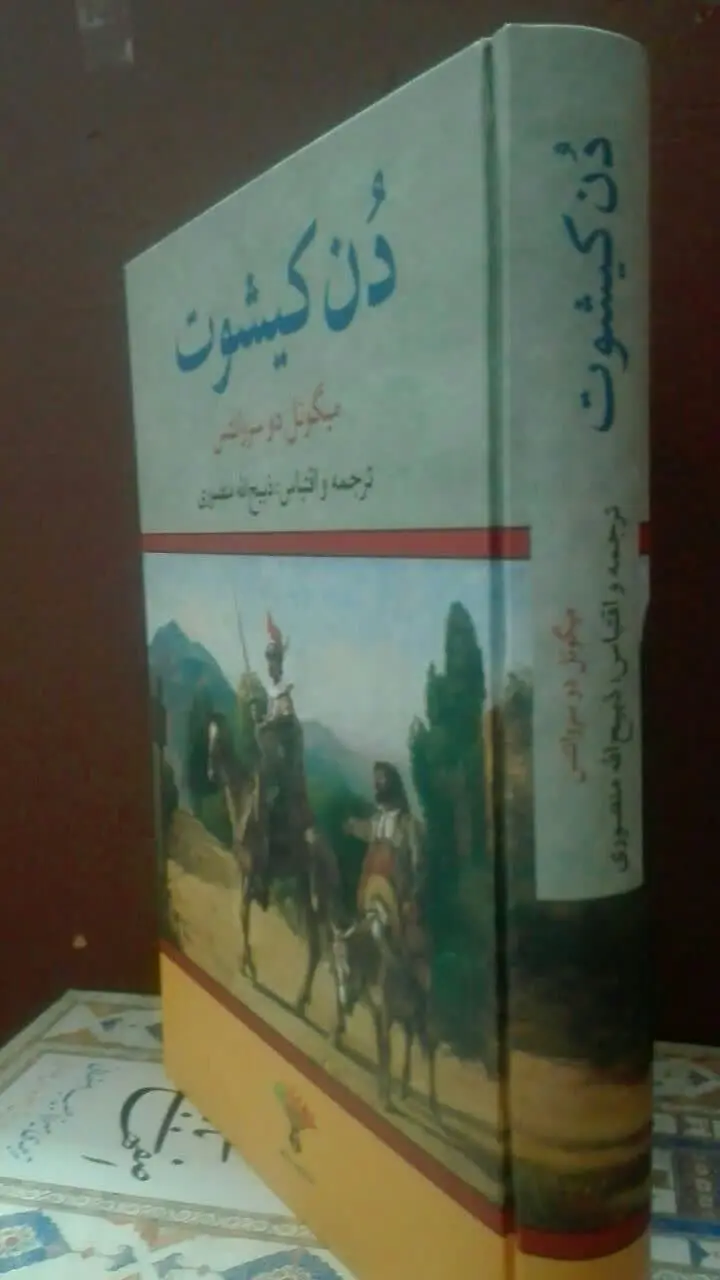 دُن کیشوت
میگوئل دو سروانتس
ترجمه و اقتباس: ذبیح الله منصوری
دُن کیشوت
میگوئل دو سروانتس
ترجمه و اقتباس: ذبیح الله منصوری